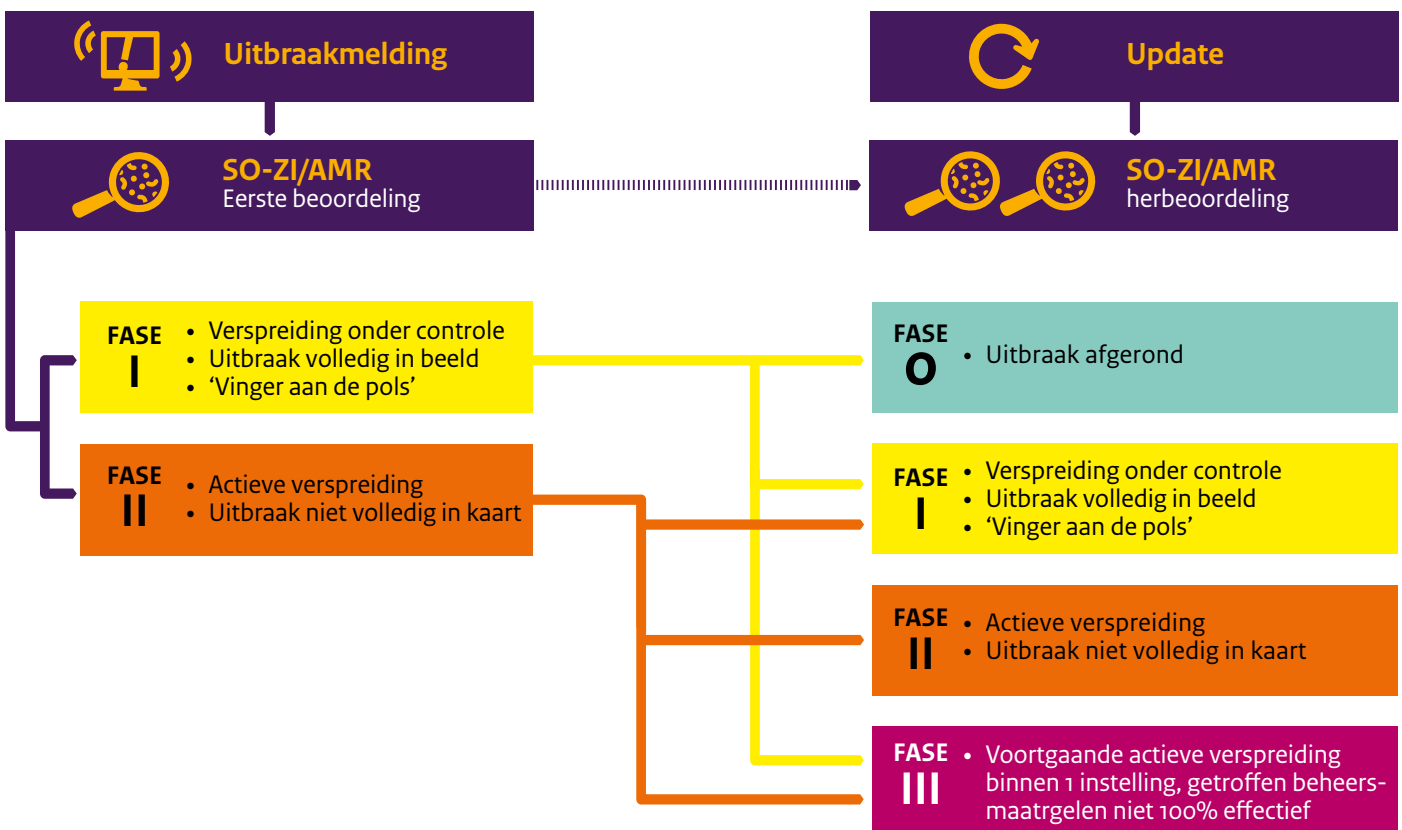 Uitbraakmelding
SO-ZI/AMR
Eerste beoordeling
FASE
I
• Verspreiding onder controle
• Uitbraak volledig in beeld
• ‘Vinger aan de pols’
FASE
II
• Actieve verspreiding
• Uitbraak niet volledig in kaart
Update
SO-ZI/AMR
herbeoordeling
FASE
O
• Uitbraak afgerond
FASE
I
• Verspreiding onder controle
• Uitbraak volledig in beeld
• ‘Vinger aan de pols’
FASE
II
• Actieve verspreiding
• Uitbraak niet volledig in kaart
FASE
III
• Voortgaande actieve verspreiding
binnen 1 instelling, getroffen beheers-
maatrgelen niet 100% effectief